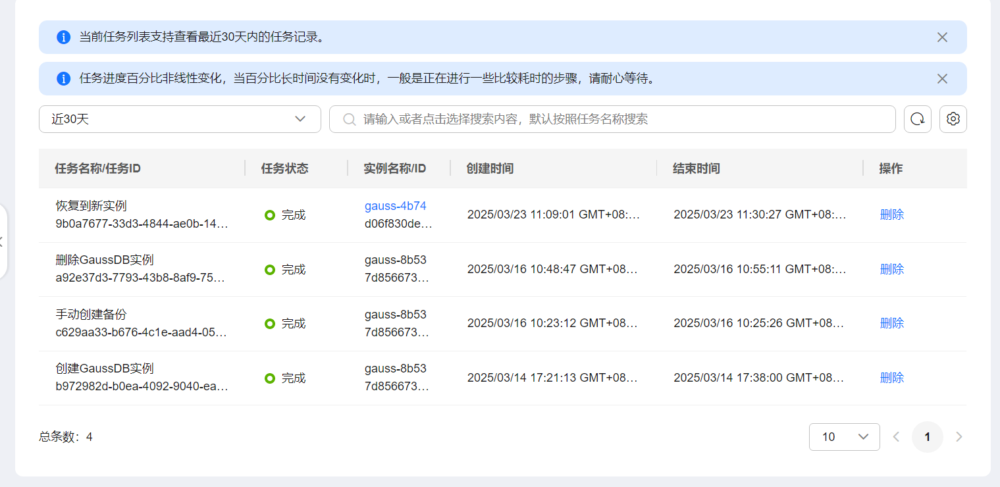 当前任务列表支持查看最近30天内的任务记录。
任务进度百分比非线性变化，当百分比长时间没有变化时，一般是正在进行一些比较耗时的步骤，请耐心等待。
近30天 请输入或者点击选择搜索内容，默认按照任务名称搜索
任务名称/任务ID 任务状态 实例名称/ID 创建时间 结束时间 操作
恢复到新实例 gauss-4b74
9b0a7677-33d3-4844-ae0b-14... 完成 d06f830de... 2025/03/23 11:09:01 GMT+08:... 2025/03/23 11:30:27 GMT+08:... 删除
删除GaussDB实例 gauss-8b53
a92e37d3-7793-43b8-8af9-75... 完成 7d856673... 2025/03/16 10:48:47 GMT+08... 2025/03/16 10:55:11 GMT+08:... 删除
手动创建备份 gauss-8b53
c629aa33-b676-4c1e-aad4-05... 完成 7d856673... 2025/03/16 10:23:12 GMT+08... 2025/03/16 10:25:26 GMT+08... 删除
创建GaussDB实例 gauss-8b53
b972982d-b0ea-4092-9040-ea... 完成 7d856673... 2025/03/14 17:21:13 GMT+08... 2025/03/14 17:38:00 GMT+08... 删除
总条数：4 10 1